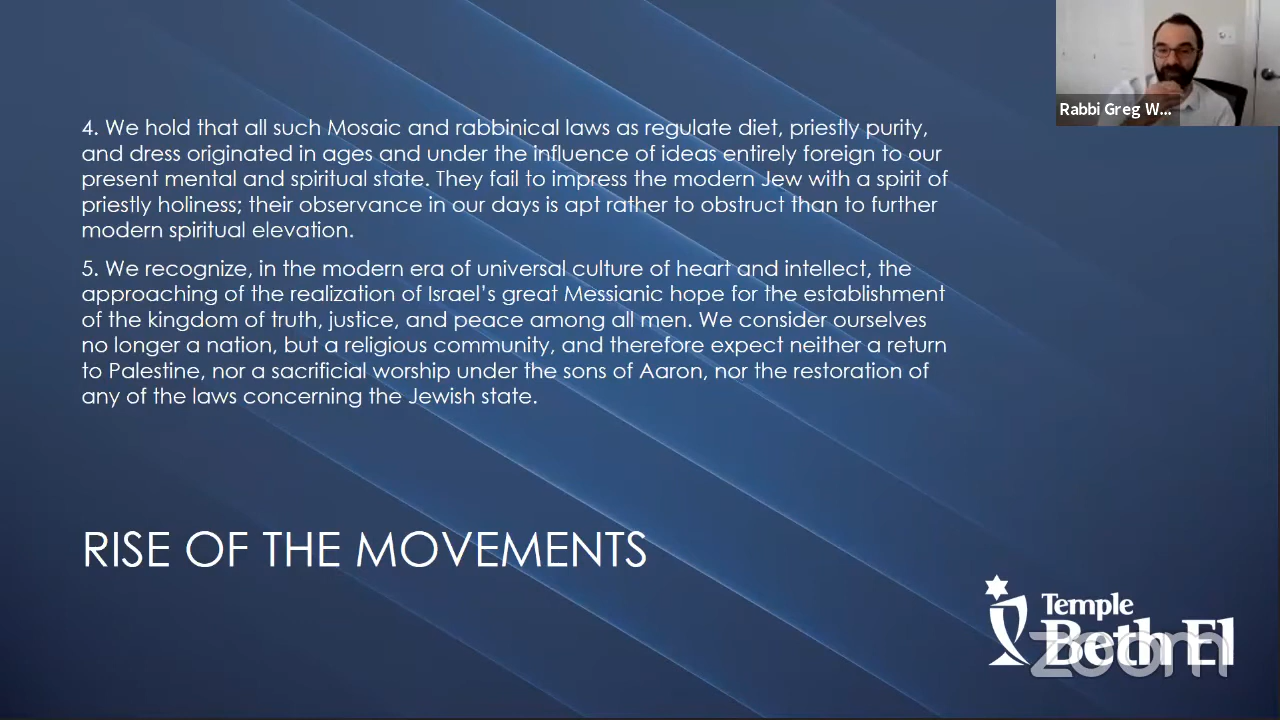 Rabbi Greg W...
4. We hold that all such Mosaic and rabbinical laws as regulate diet, priestly purity,
and dress originated in ages and under the influence of ideas entirely foreign to our
present mental and spiritual state. They fail to impress the modern Jew with a spirit of
priestly holiness; their observance in our days is apt rather to obstruct than to further
modern spiritual elevation.
5. We recognize, in the modern era of universal culture of heart and intellect, the
approaching of the realization of Israel’s great Messianic hope for the establishment
of the kingdom of truth, justice, and peace among all men. We consider ourselves
no longer a nation, but a religious community, and therefore expect neither a return
to Palestine, nor a sacrificial worship under the sons of Aaron, nor the restoration of
any of the laws concerning the Jewish state.
RISE OF THE MOVEMENTS
Temple
Beth El
zoom